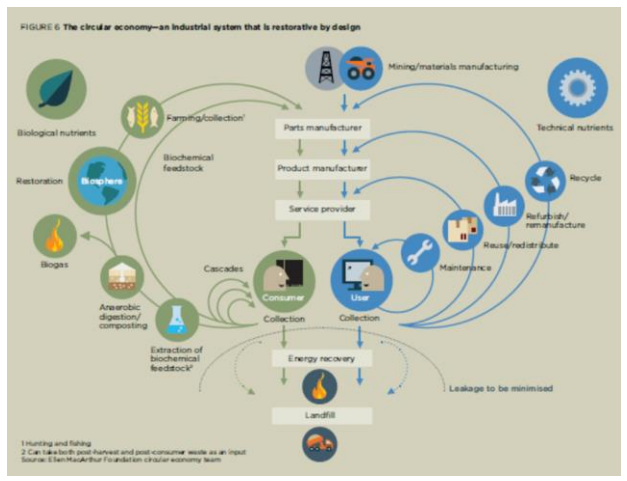 FIGURE 6 The circular economy—an industrial system that is restorative by design
Mining/materials manufacturing
Biological nutrients
Farming/collection¹
Parts manufacturer
Technical nutrients
Biochemical
feedstock
Product manufacturer
Restoration
Biosphere
Recycle
Service provider
Refurbish/
remanufacture
Reuse/redistribute
Biogas
Cascades
Maintenance
Consumer
User
Anaerobic
digestion/
composting
Collection
Collection
Extraction of
biochemical
feedstock²
Energy recovery
Leakage to be minimised
Landfill
1 Hunting and fishing
2 Can take both post-harvest and post-consumer waste as an input
Source: Ellen MacArthur Foundation circular economy team